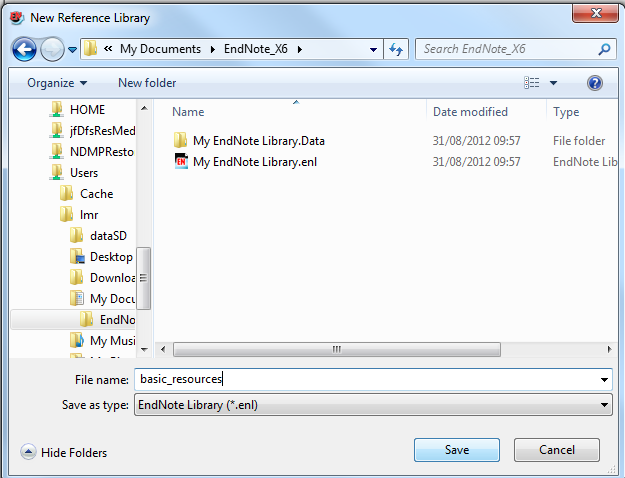 New Reference Library
« My Documents EndNote_X6 Search EndNote_X6
Organize New folder
Name Date modified Type
HOME
jfDfsResMed
NDMPResto
Users
Cache
lmr
dataSD
Desktop
Downloa
My Docu
EndNo
My Musi
My EndNote Library.Data 31/08/2012 09:57 File folder
My EndNote Library.enl 31/08/2012 09:57 EndNote Lib
File name: basic_resources
Save as type: EndNote Library (*.enl)
Hide Folders Save Cancel